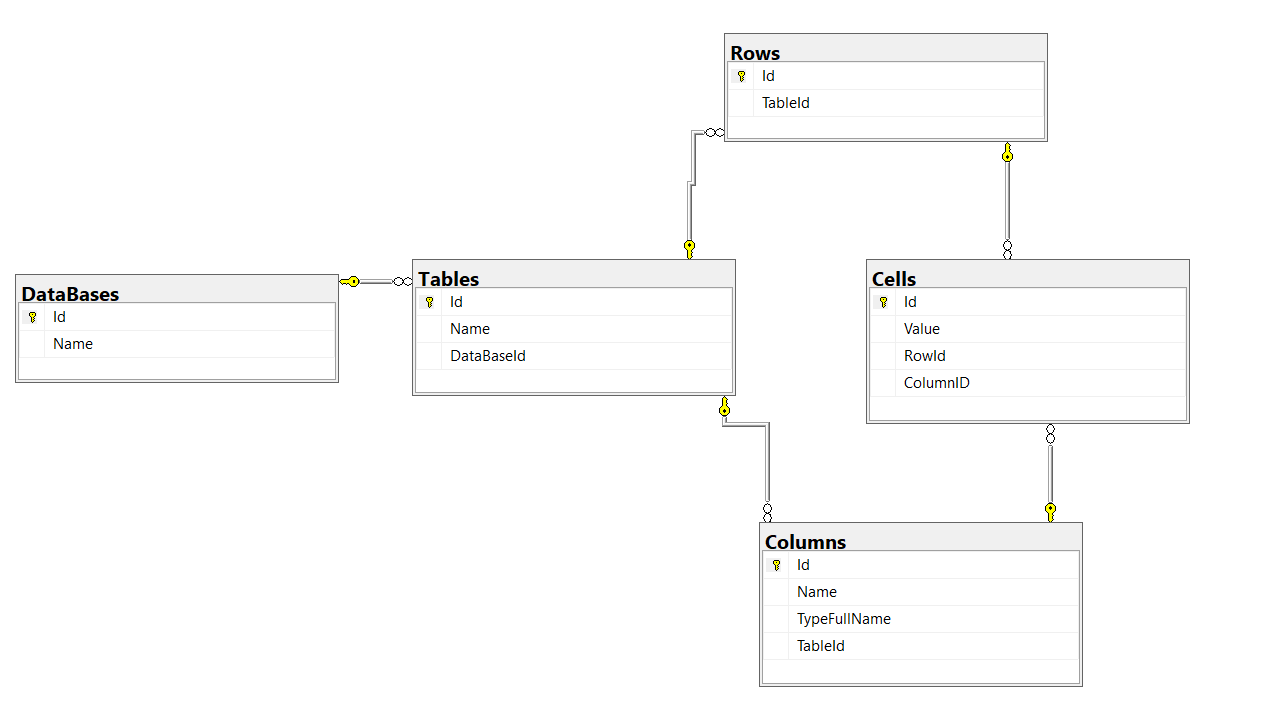 Rows
Id
TableId
DataBases
Id
Name
Tables
Id
Name
DataBaseId
Cells
Id
Value
RowId
ColumnID
Columns
Id
Name
TypeFullName
TableId